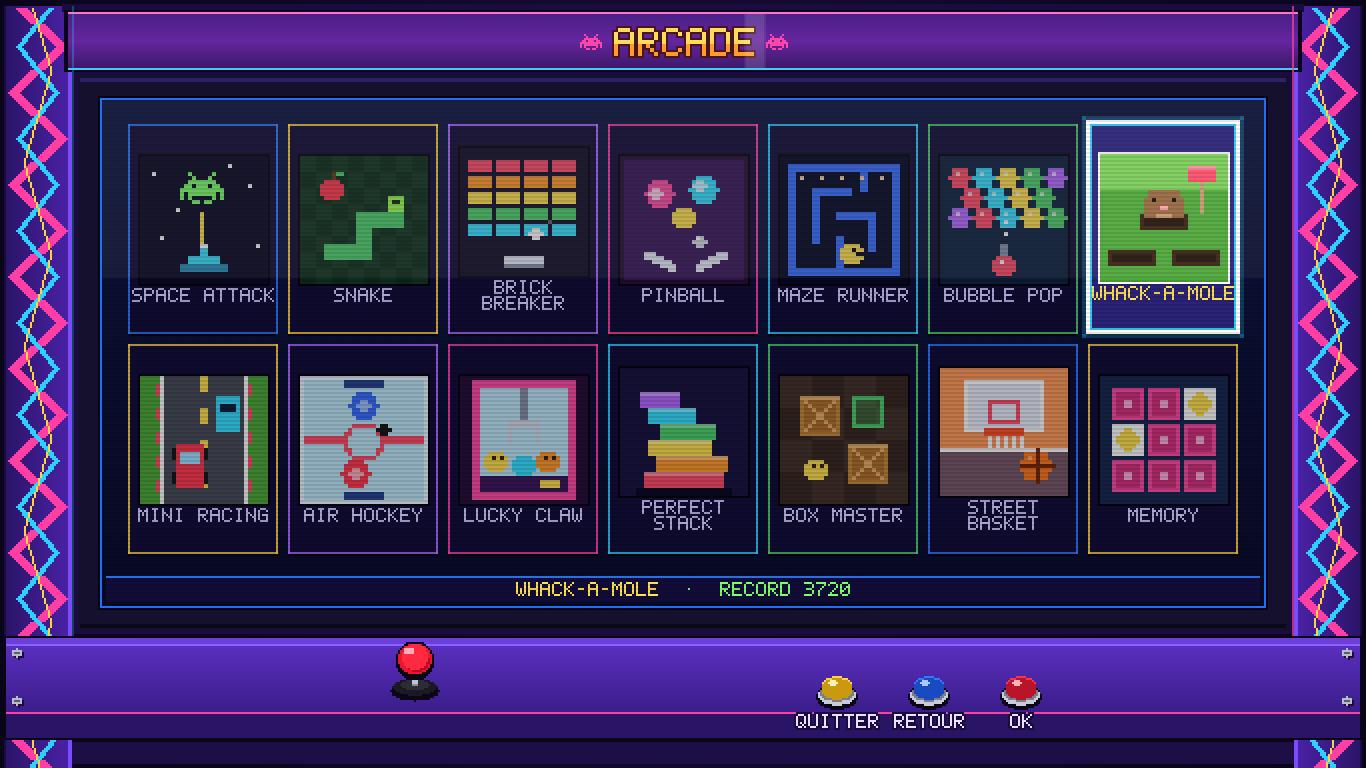 ARCADE
SPACE ATTACK
SNAKE
BRICK
BREAKER
PINBALL
MAZE RUNNER
BUBBLE POP
WHACK-A-MOLE
MINI RACING
AIR HOCKEY
LUCKY CLAW
PERFECT
STACK
BOX MASTER
STREET
BASKET
MEMORY
WHACK-A-MOLE · RECORD 3720
QUITTER RETOUR OK